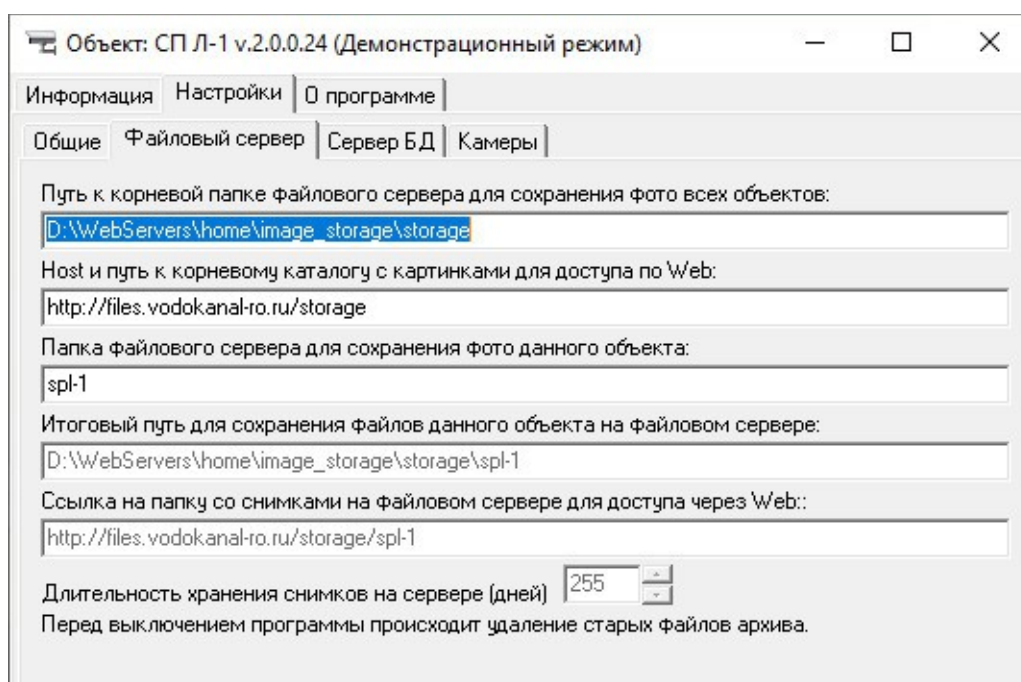 Объект: СП Л-1 v.2.0.0.24 (Демонстрационный режим)
Информация Настройки О программе
Общие Файловый сервер Сервер БД Камеры
Путь к корневой папке файлового сервера для сохранения фото всех объектов:
D:\WebServers\home\image_storage\storage
Host и путь к корневому каталогу с картинками для доступа по Web:
http://files.vodokanal-ro.ru/storage
Папка файлового сервера для сохранения фото данного объекта:
spl-1
Итоговый путь для сохранения файлов данного объекта на файловом сервере:
D:\WebServers\home\image_storage\storage\spl-1
Ссылка на папку со снимками на файловом сервере для доступа через Web::
http://files.vodokanal-ro.ru/storage/spl-1
Длительность хранения снимков на сервере (дней) 255
Перед выключением программы происходит удаление старых файлов архива.